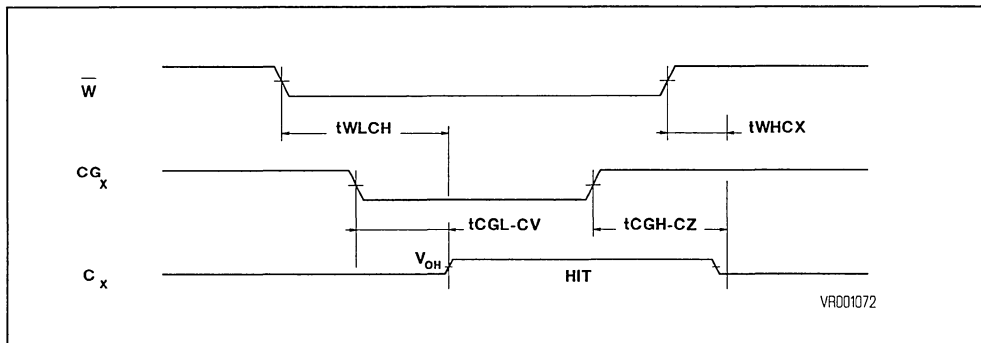 W
tWLCH
tWHCX
CGX
tCGL-CV
tCGH-CZ
VOH
HIT
CX
VR001072